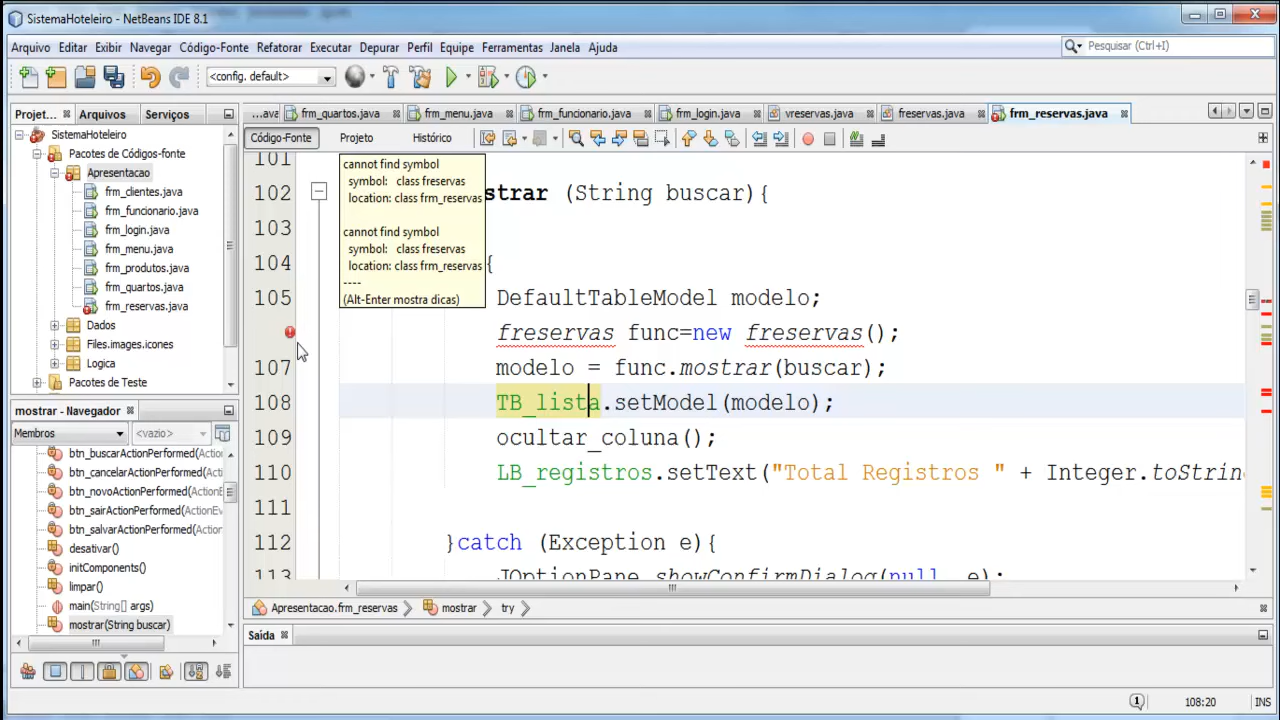 SistemaHoteleiro - NetBeans IDE 8.1
Arquivo Editar Exibir Navegar Código-Fonte Refatorar Executar Depurar Perfil Equipe Ferramentas Janela Ajuda
Pesquisar (Ctrl+I)
<config. default>
Projet... Arquivos Serviços
...ava frm_quartos.java frm_menu.java frm_funcionario.java frm_login.java vreservas.java freservas.java frm_reservas.java
Código-Fonte Projeto Histórico
SistemaHoteleiro
Pacotes de Códigos-fonte
Apresentacao
frm_clientes.java
frm_funcionario.java
frm_login.java
frm_menu.java
frm_produtos.java
frm_quartos.java
frm_reservas.java
Dados
Files.images.icones
Logica
Pacotes de Teste
mostrar - Navegador
Membros <vazio>
btn_buscarActionPerformed(
btn_cancelarActionPerformed(
btn_novoActionPerformed(ActionE
btn_sairActionPerformed(ActionEv
btn_salvarActionPerformed(Action
desativar()
initComponents()
limpar()
main(String[] args)
mostrar(String buscar)
cannot find symbol
symbol: class freservas
location: class frm_reservas
cannot find symbol
symbol: class freservas
location: class frm_reservas
----
(Alt-Enter mostra dicas)
101
102 strar (String buscar){
103
104 {
105 DefaultTableModel modelo;
freservas func=new freservas();
107 modelo = func.mostrar(buscar);
108 TB_lista.setModel(modelo);
109 ocultar_coluna();
110 LB_registros.setText("Total Registros " + Integer.toStrin
111
112 }catch (Exception e){
113 JOptionPane.showConfirmDialog(null, e);
Apresentacao.frm_reservas mostrar try
Saída
1 108:20 INS